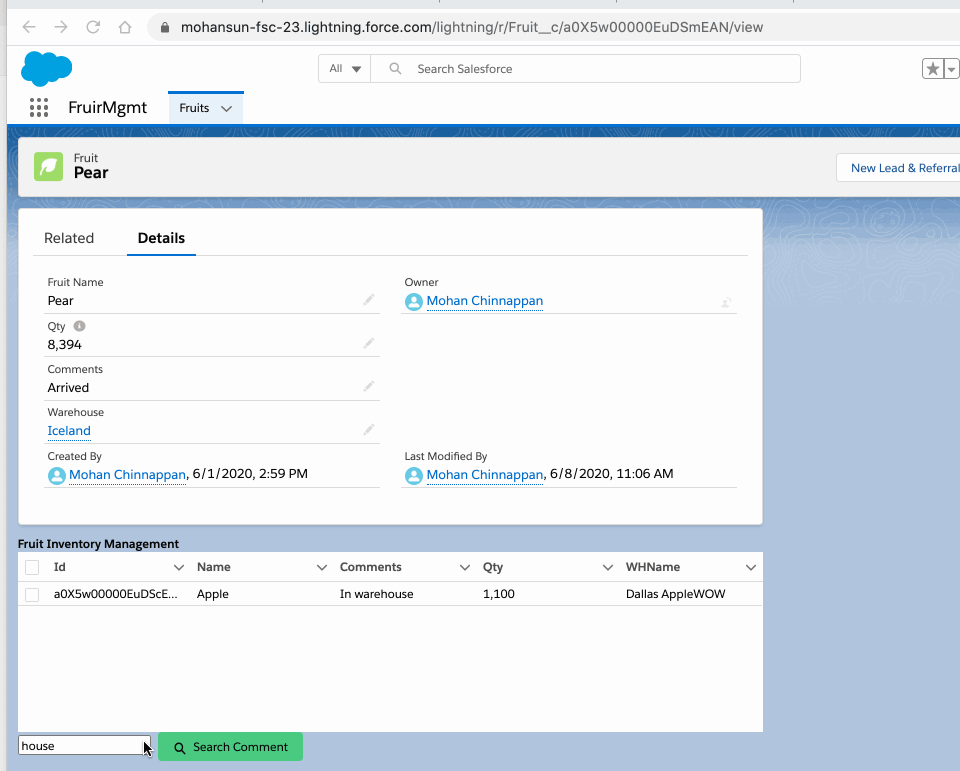 mohansun-fsc-23.lightning.force.com/lightning/r/Fruit__c/a0X5w00000EuDSmEAN/view
All Search Salesforce
FruirMgmt Fruits
Fruit
Pear
New Lead & Referral
Related Details
Fruit Name Owner
Pear Mohan Chinnappan
Qty
8,394
Comments
Arrived
Warehouse
Iceland
Created By Last Modified By
Mohan Chinnappan, 6/1/2020, 2:59 PM Mohan Chinnappan, 6/8/2020, 11:06 AM
Fruit Inventory Management
Id Name Comments Qty WHName
a0X5w00000EuDScE... Apple In warehouse 1,100 Dallas AppleWOW
house Search Comment